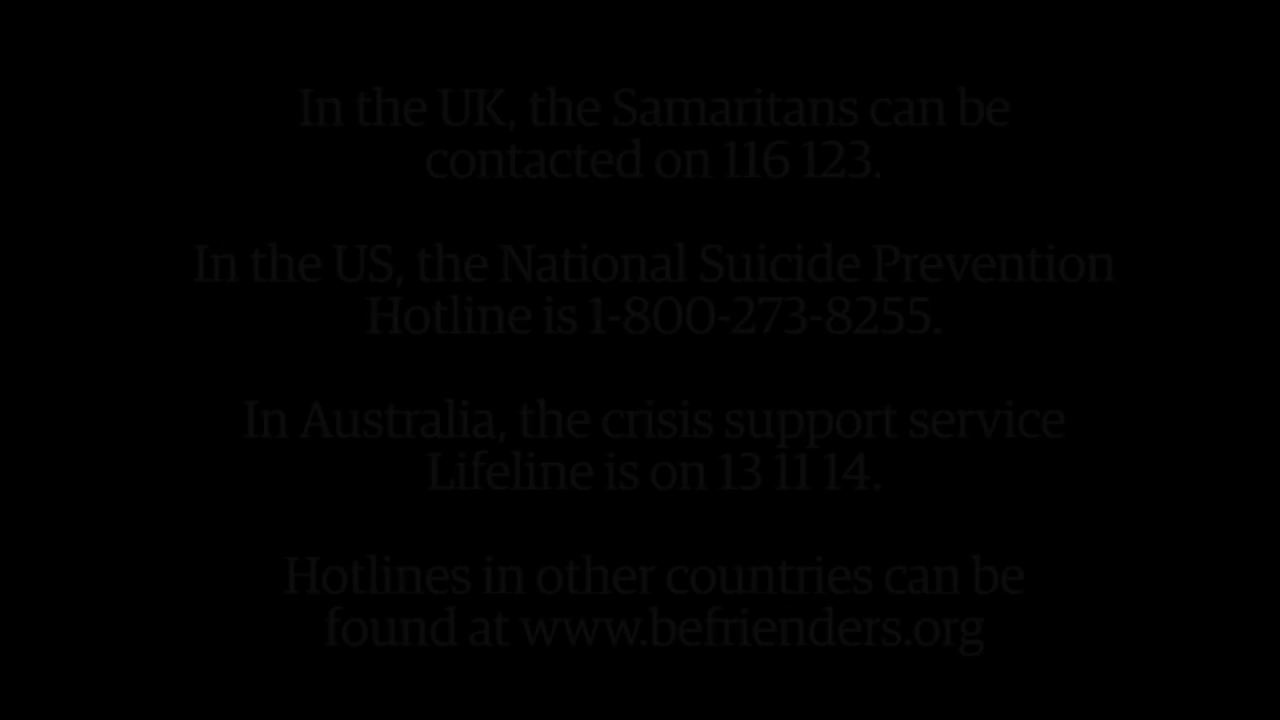 In the UK, the Samaritans can be
contacted on 116 123.
In the US, the National Suicide Prevention
Hotline is 1-800-273-8255.
In Australia, the crisis support service
Lifeline is on 13 11 14.
Hotlines in other countries can be
found at www.befrienders.org